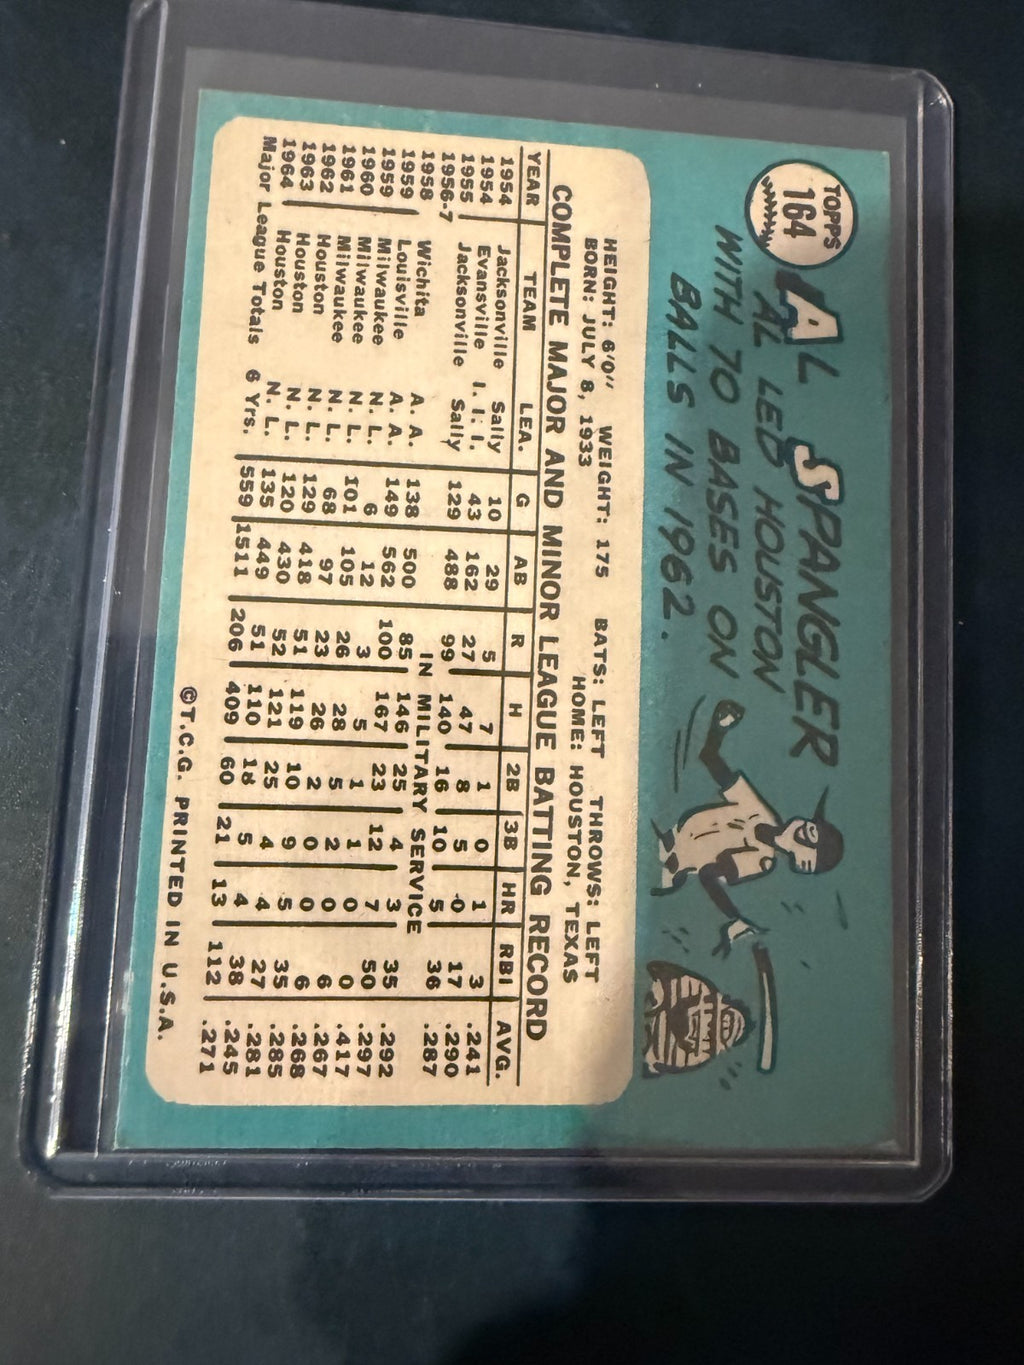 TOPPS
164
AL SPANGLER
AL LED HOUSTON
WITH 70 BASES ON
BALLS IN 1962.
HEIGHT: 6'0" WEIGHT: 175 BATS: LEFT THROWS: LEFT
BORN: JULY 8, 1933 HOME: HOUSTON, TEXAS
COMPLETE MAJOR AND MINOR LEAGUE BATTING RECORD
YEAR TEAM LEA. G AB R H 2B 3B HR RBI AVG.
1954 Jacksonville Sally 10 29 5 7 1 0 1 3 .241
1954 Evansville I. I. I. 43 162 27 47 8 5 -0 17 .290
1955 Jacksonville Sally 129 488 99 140 16 10 5 36 .287
1956-7 IN MILITARY SERVICE
1958 Wichita A. A. 138 500 85 146 25 4 3 35 .292
1959 Louisville A. A. 149 562 100 167 23 12 7 50 .297
1959 Milwaukee N. L. 6 12 3 5 1 1 0 0 .417
1960 Milwaukee N. L. 101 105 26 28 5 2 0 6 .267
1961 Milwaukee N. L. 68 97 23 26 2 0 0 6 .268
1962 Houston N. L. 129 418 51 119 10 9 5 35 .285
1963 Houston N. L. 120 430 52 121 25 4 4 27 .281
1964 Houston N. L. 135 449 51 110 18 5 4 38 .245
Major League Totals 6 Yrs. 559 1511 206 409 60 21 13 112 .271
©T.C.G. PRINTED IN U.S.A.